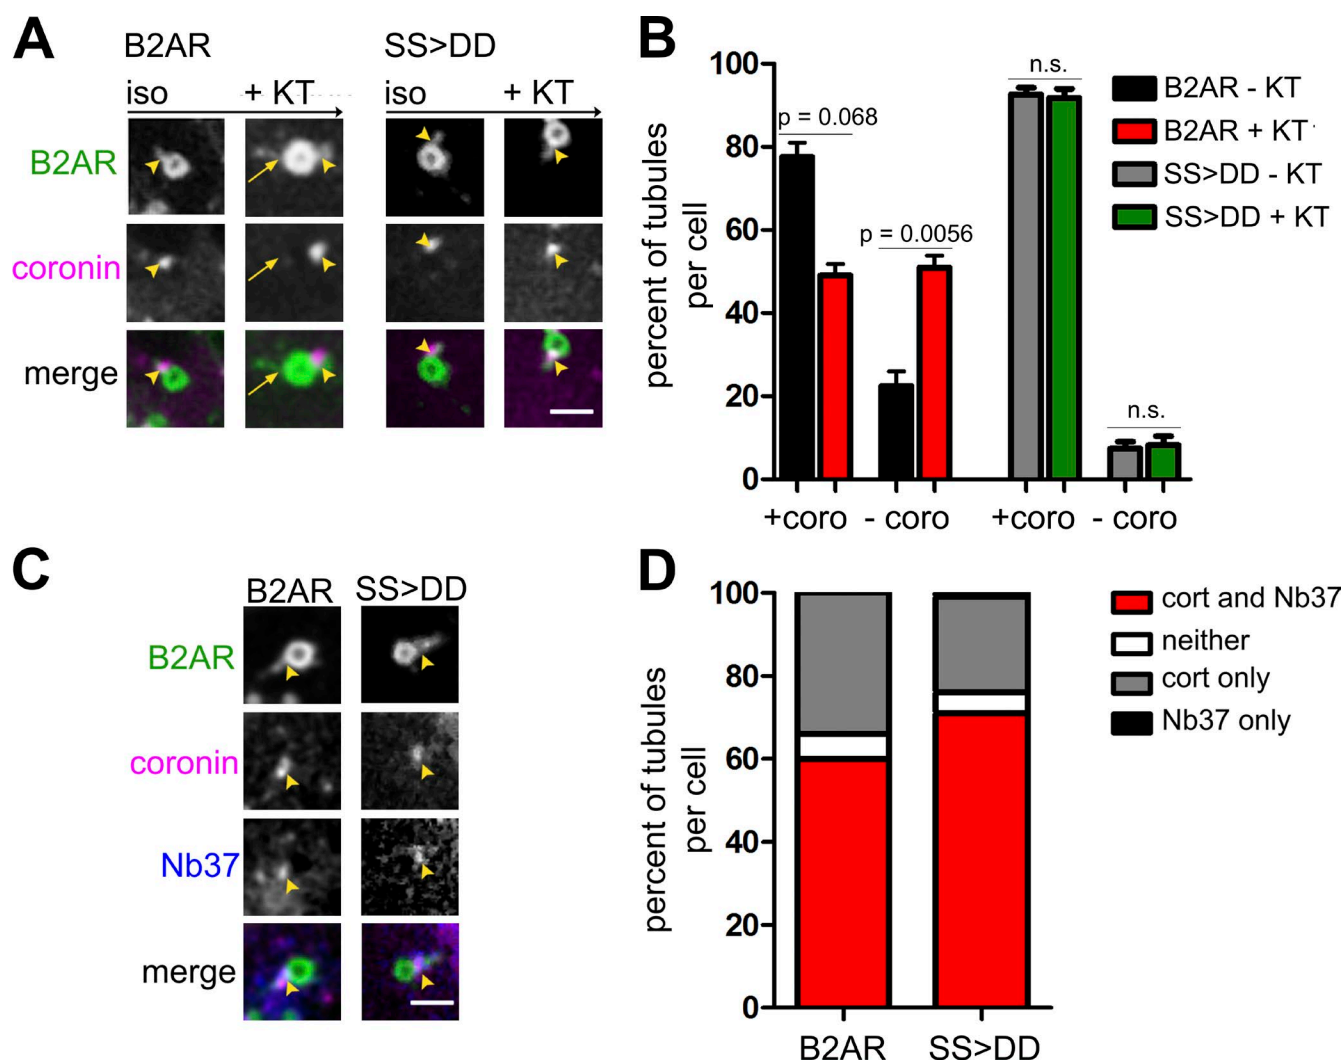 A
B2AR
SS>DD
iso
+ KT
iso
+ KT
B2AR
coronin
merge
B
percent of tubules
per cell
100
80
60
40
20
0
p = 0.068
p = 0.0056
n.s.
n.s.
+coro
- coro
+coro
- coro
B2AR - KT
B2AR + KT
SS>DD - KT
SS>DD + KT
C
B2AR
SS>DD
B2AR
coronin
Nb37
merge
D
percent of tubules
per cell
100
80
60
40
20
0
B2AR
SS>DD
cort and Nb37
neither
cort only
Nb37 only